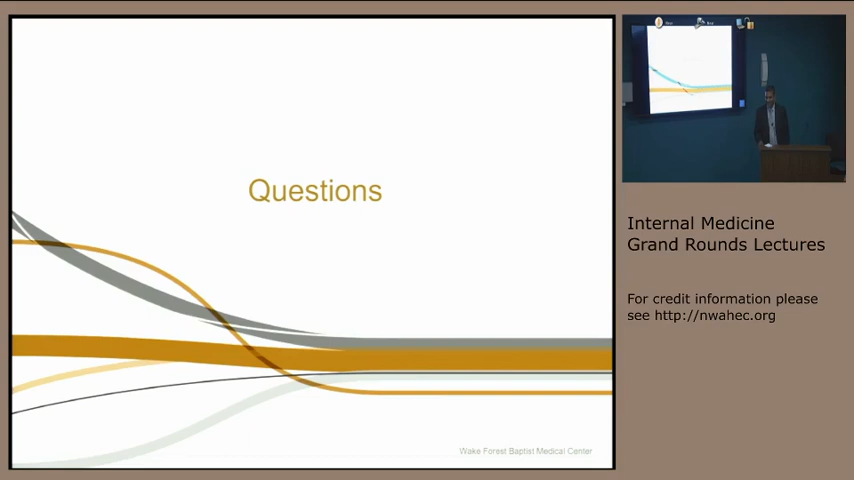 Questions
Wake Forest Baptist Medical Center
Internal Medicine
Grand Rounds Lectures
For credit information please
see http://nwahec.org